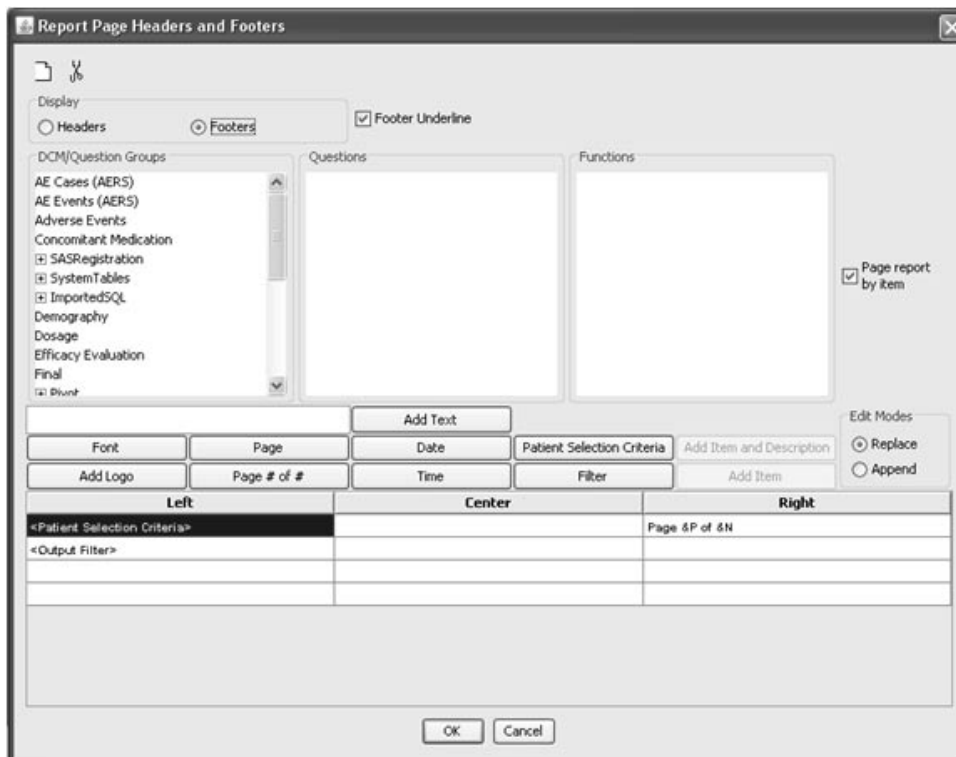 Report Page Headers and Footers
Display
Headers
Footers
Footer Underline
DCM/Question Groups
Questions
Functions
AE Cases (AERS)
AE Events (AERS)
Adverse Events
Concomitant Medication
SASRegistration
SystemTables
ImportedSQL
Demography
Dosage
Efficacy Evaluation
Final
Pivot
Page report
by item
Add Text
Edit Modes
Font
Page
Date
Patient Selection Criteria
Add Item and Description
Replace
Add Logo
Page # of #
Time
Filter
Add Item
Append
Left
Center
Right
<Patient Selection Criteria>
Page &P of &N
<Output Filter>
OK
Cancel